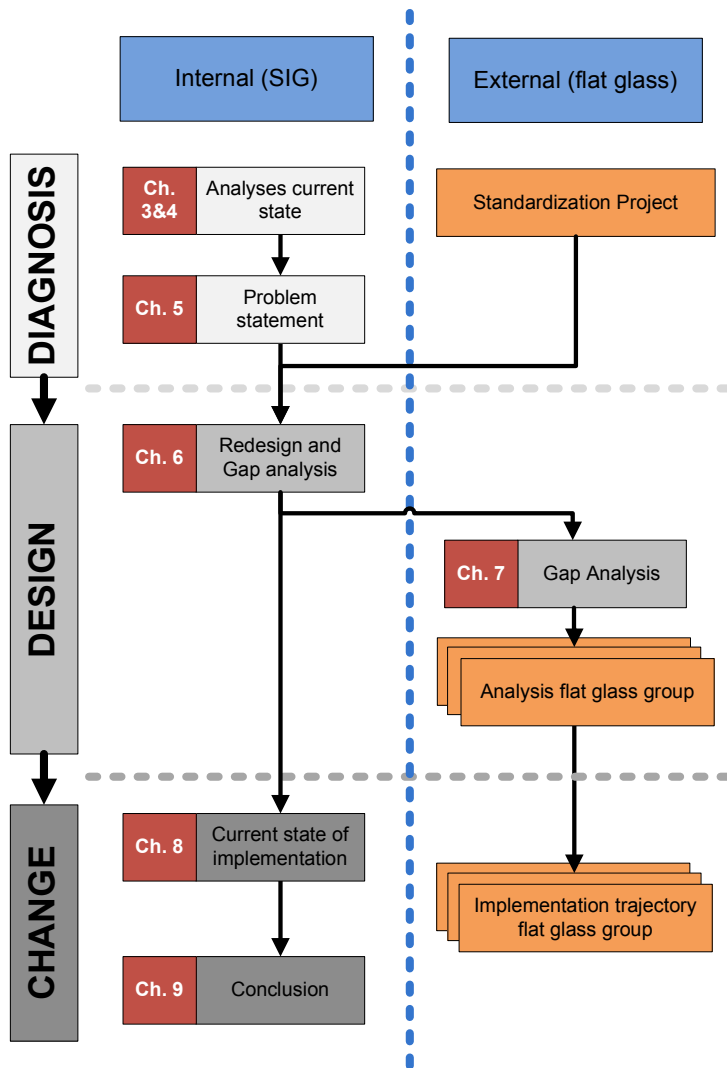 Internal (SIG)
External (flat glass)
DIAGNOSIS
Ch.
3&4
Analyses current
state
Standardization Project
Ch. 5
Problem
statement
DESIGN
Ch. 6
Redesign and
Gap analysis
Ch. 7
Gap Analysis
Analysis flat glass group
CHANGE
Ch. 8
Current state of
implementation
Implementation trajectory
flat glass group
Ch. 9
Conclusion